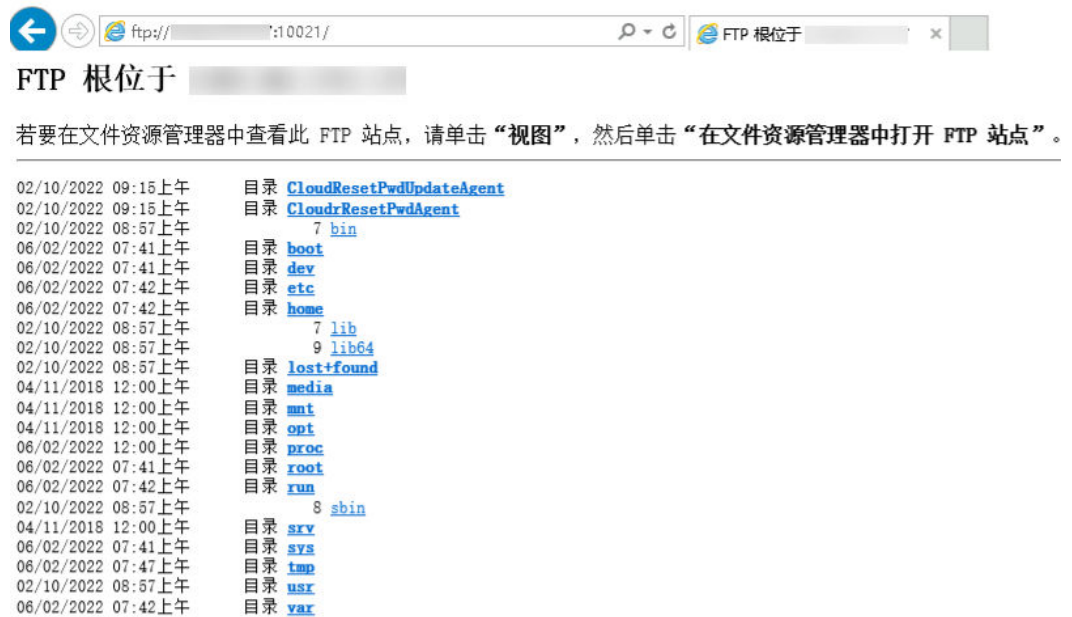 ftp:// :10021/
FTP 根位于
FTP 根位于
若要在文件资源管理器中查看此 FTP 站点，请单击“视图”，然后单击“在文件资源管理器中打开 FTP 站点”。
02/10/2022 09:15上午 目录 CloudResetPwdUpdateAgent
02/10/2022 09:15上午 目录 CloudrResetPwdAgent
02/10/2022 08:57上午 7 bin
06/02/2022 07:41上午 目录 boot
06/02/2022 07:41上午 目录 dev
06/02/2022 07:42上午 目录 etc
06/02/2022 07:42上午 目录 home
02/10/2022 08:57上午 7 lib
02/10/2022 08:57上午 9 lib64
02/10/2022 08:57上午 目录 lost+found
04/11/2018 12:00上午 目录 media
04/11/2018 12:00上午 目录 mnt
04/11/2018 12:00上午 目录 opt
06/02/2022 12:00上午 目录 proc
06/02/2022 07:41上午 目录 root
06/02/2022 07:42上午 目录 run
02/10/2022 08:57上午 8 sbin
04/11/2018 12:00上午 目录 srv
06/02/2022 07:41上午 目录 sys
06/02/2022 07:47上午 目录 tmp
02/10/2022 08:57上午 目录 usr
06/02/2022 07:42上午 目录 var